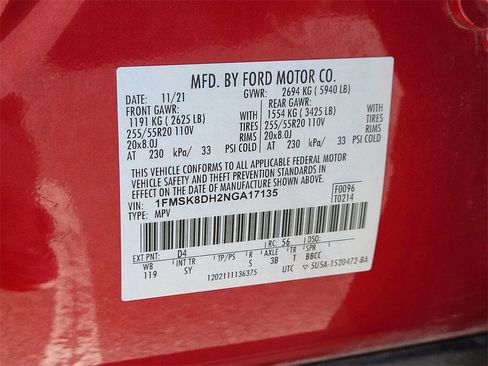 MFD. BY FORD MOTOR CO.
DATE: 11/21 GVWR: 2694 KG ( 5940 LB)
FRONT GAWR: REAR GAWR:
1191 KG ( 2625 LB) WITH 1554 KG ( 3425 LB) WITH
255/55R20 110V TIRES 255/55R20 110V TIRES
20x8.0J RIMS 20x8.0J RIMS
AT 230 kPa/ 33 PSI COLD AT 230 kPa/ 33 PSI COLD
THIS VEHICLE CONFORMS TO ALL APPLICABLE FEDERAL MOTOR
VEHICLE SAFETY AND THEFT PREVENTION STANDARDS IN
EFFECT ON THE DATE OF MANUFACTURE SHOWN ABOVE.
VIN: 1FMSK8DH2NGA17135 F0096
TYPE: MPV T0214
EXT PNT: D4 RC: 56 DSO:
WB INT TR TP/PS R AXLE TR SPR
119 SY S 3B T BBCC
1202111136375 UTC ▽ 5U5A-1520472-BA